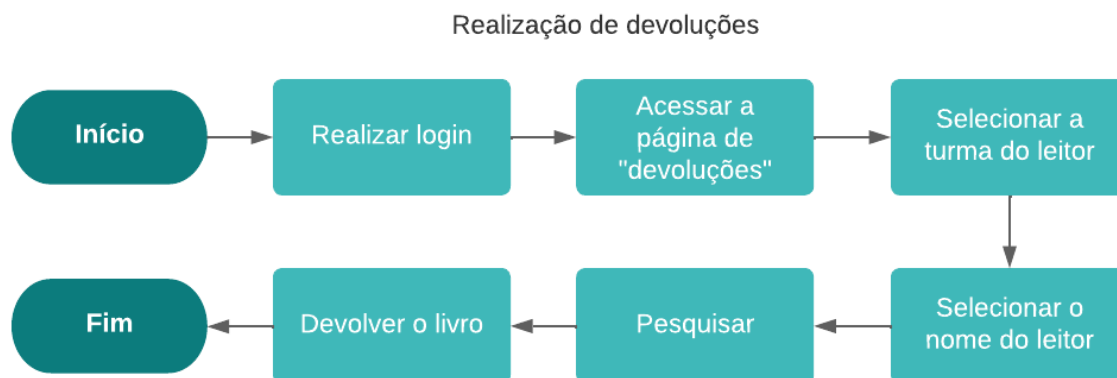 Realização de devoluções
Início
Realizar login
Acessar a
página de
"devoluções"
Selecionar a
turma do leitor
Selecionar o
nome do leitor
Pesquisar
Devolver o livro
Fim